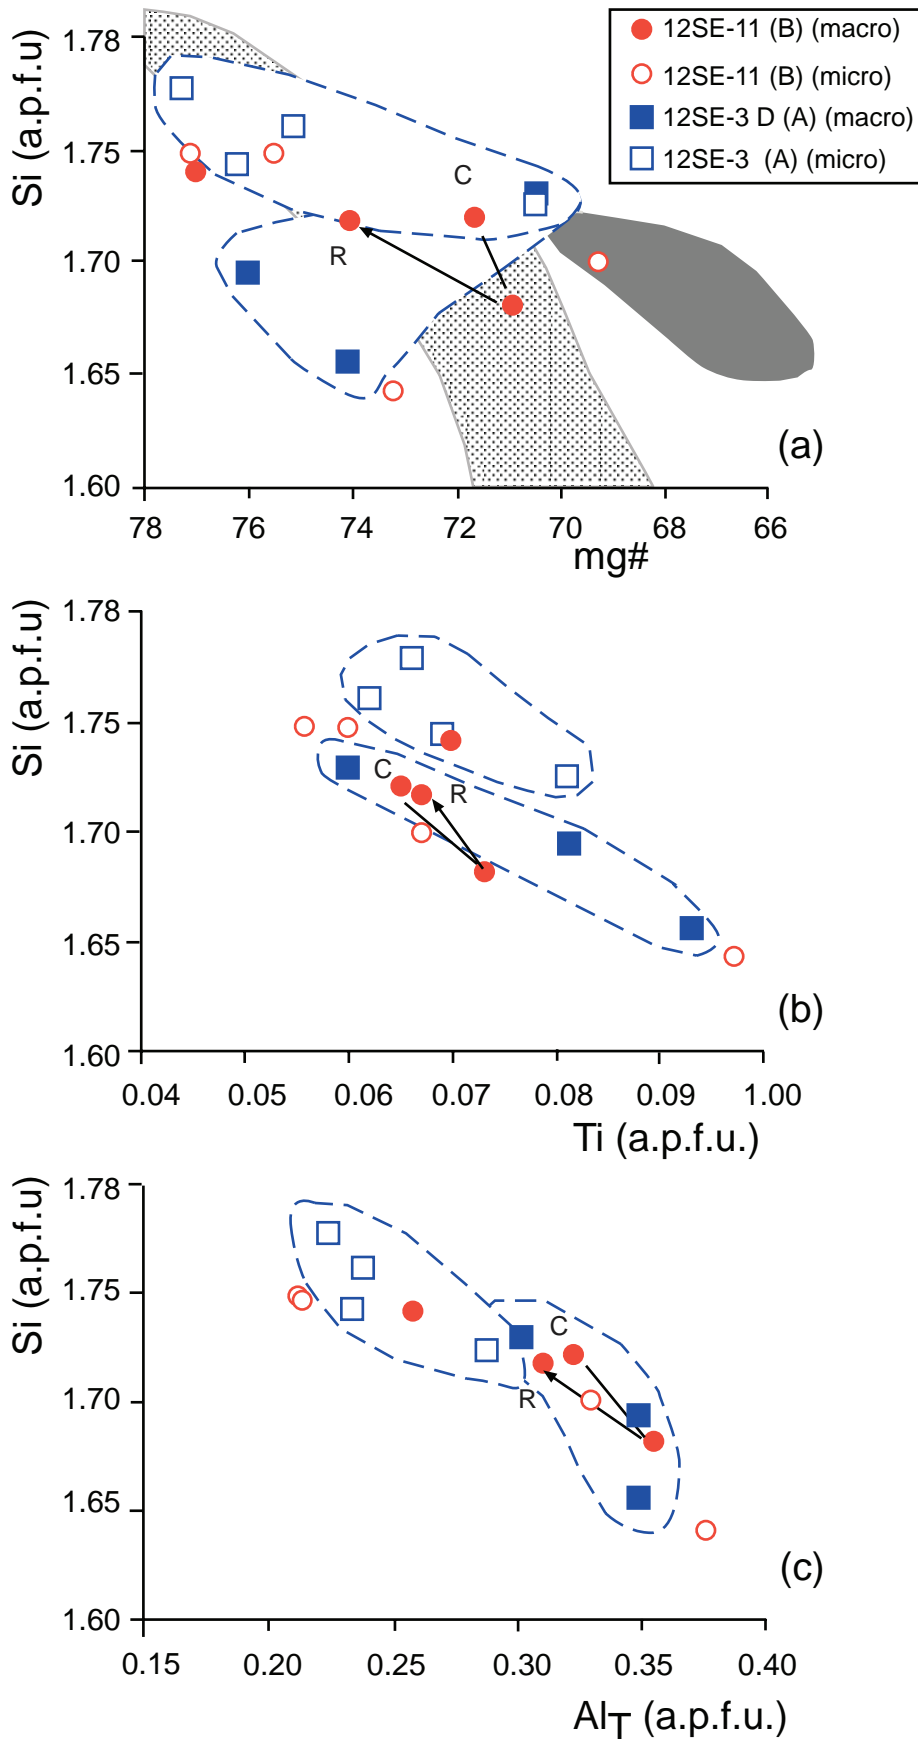 12SE-11 (B) (macro)
12SE-11 (B) (micro)
12SE-3 D (A) (macro)
12SE-3 (A) (micro)
Si (a.p.f.u)
1.78
1.75
1.70
1.65
1.60
C
R
(a)
78 76 74 72 70 68 66
mg#
Si (a.p.f.u)
1.78
1.75
1.70
1.65
1.60
C
R
(b)
0.04 0.05 0.06 0.07 0.08 0.09 1.00
Ti (a.p.f.u.)
Si (a.p.f.u)
1.78
1.75
1.70
1.65
1.60
C
R
(c)
0.15 0.20 0.25 0.30 0.35 0.40
AlT (a.p.f.u.)